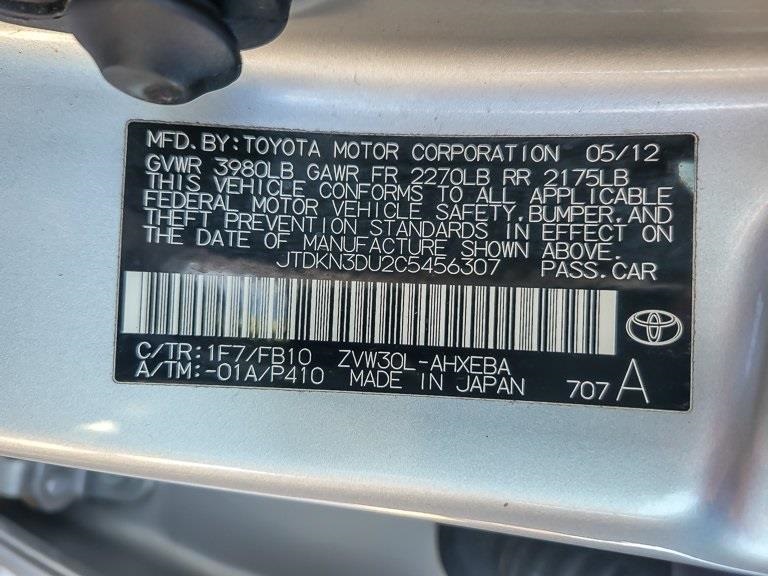 MFD. BY: TOYOTA MOTOR CORPORATION 05/12
GVWR 3980LB GAWR FR 2270LB RR 2175LB
THIS VEHICLE CONFORMS TO ALL APPLICABLE
FEDERAL MOTOR VEHICLE SAFETY, BUMPER, AND
THEFT PREVENTION STANDARDS IN EFFECT ON
THE DATE OF MANUFACTURE SHOWN ABOVE.
JTDKN3DU2C5456307 PASS. CAR
C/TR: 1F7/FB10 ZVW30L-AHXEBA
A/TM: -01A/P410 MADE IN JAPAN 707 A